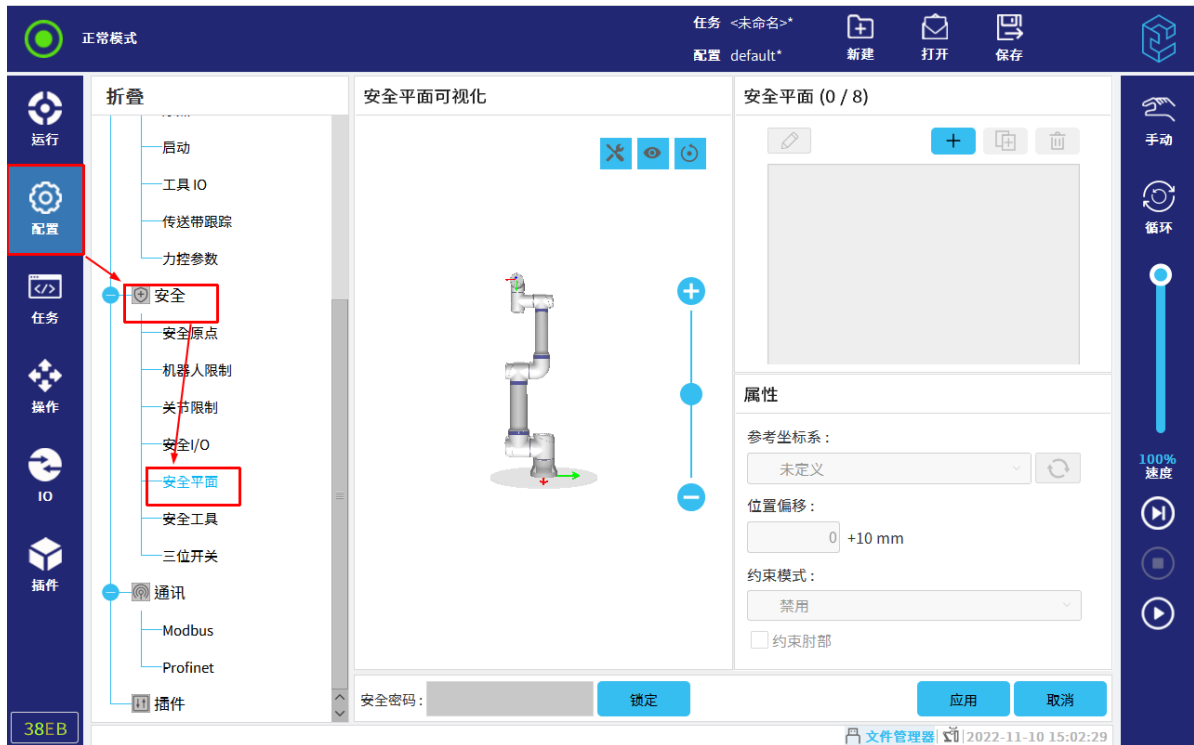 正常模式
任务 <未命名>*
配置 default*
新建
打开
保存
运行
配置
任务
操作
IO
插件
38EB
折叠
启动
工具 IO
传送带跟踪
力控参数
安全
安全原点
机器人限制
关节限制
安全I/O
安全平面
安全工具
三位开关
通讯
Modbus
Profinet
插件
安全平面可视化
安全平面 (0 / 8)
属性
参考坐标系 :
未定义
位置偏移 :
0 +10 mm
约束模式 :
禁用
约束肘部
安全密码 :
锁定
应用
取消
手动
循环
100%
速度
文件管理器
2022-11-10 15:02:29